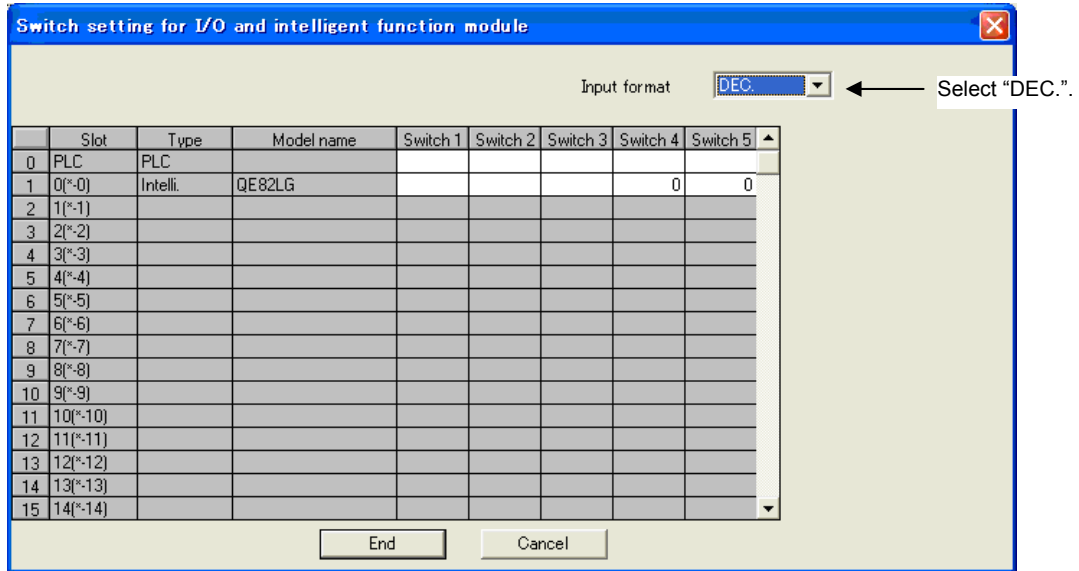 Switch setting for I/O and intelligent function module
Input format DEC. Select “DEC.”.
Slot Type Model name Switch 1 Switch 2 Switch 3 Switch 4 Switch 5
0 PLC PLC
1 0(*-0) Intelli. QE82LG 0 0
2 1(*-1)
3 2(*-2)
4 3(*-3)
5 4(*-4)
6 5(*-5)
7 6(*-6)
8 7(*-7)
9 8(*-8)
10 9(*-9)
11 10(*-10)
12 11(*-11)
13 12(*-12)
14 13(*-13)
15 14(*-14)
End Cancel